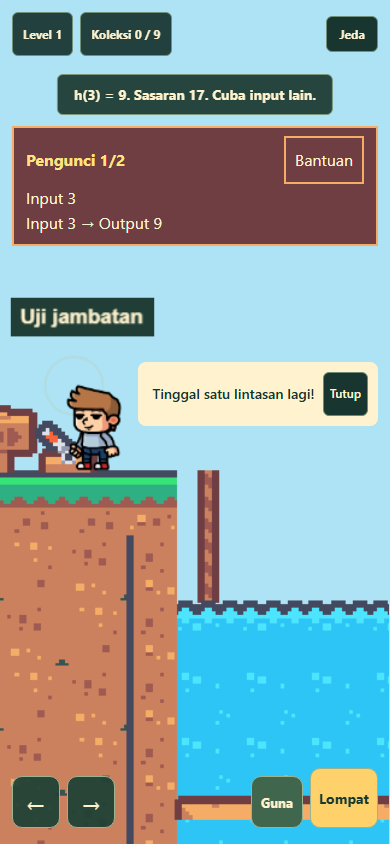 Level 1
Koleksi 0 / 9
Jeda
h(3) = 9. Sasaran 17. Cuba input lain.
Pengunci 1/2
Bantuan
Input 3
Input 3 → Output 9
Uji jambatan
Tinggal satu lintasan lagi!
Tutup
←
→
Guna
Lompat